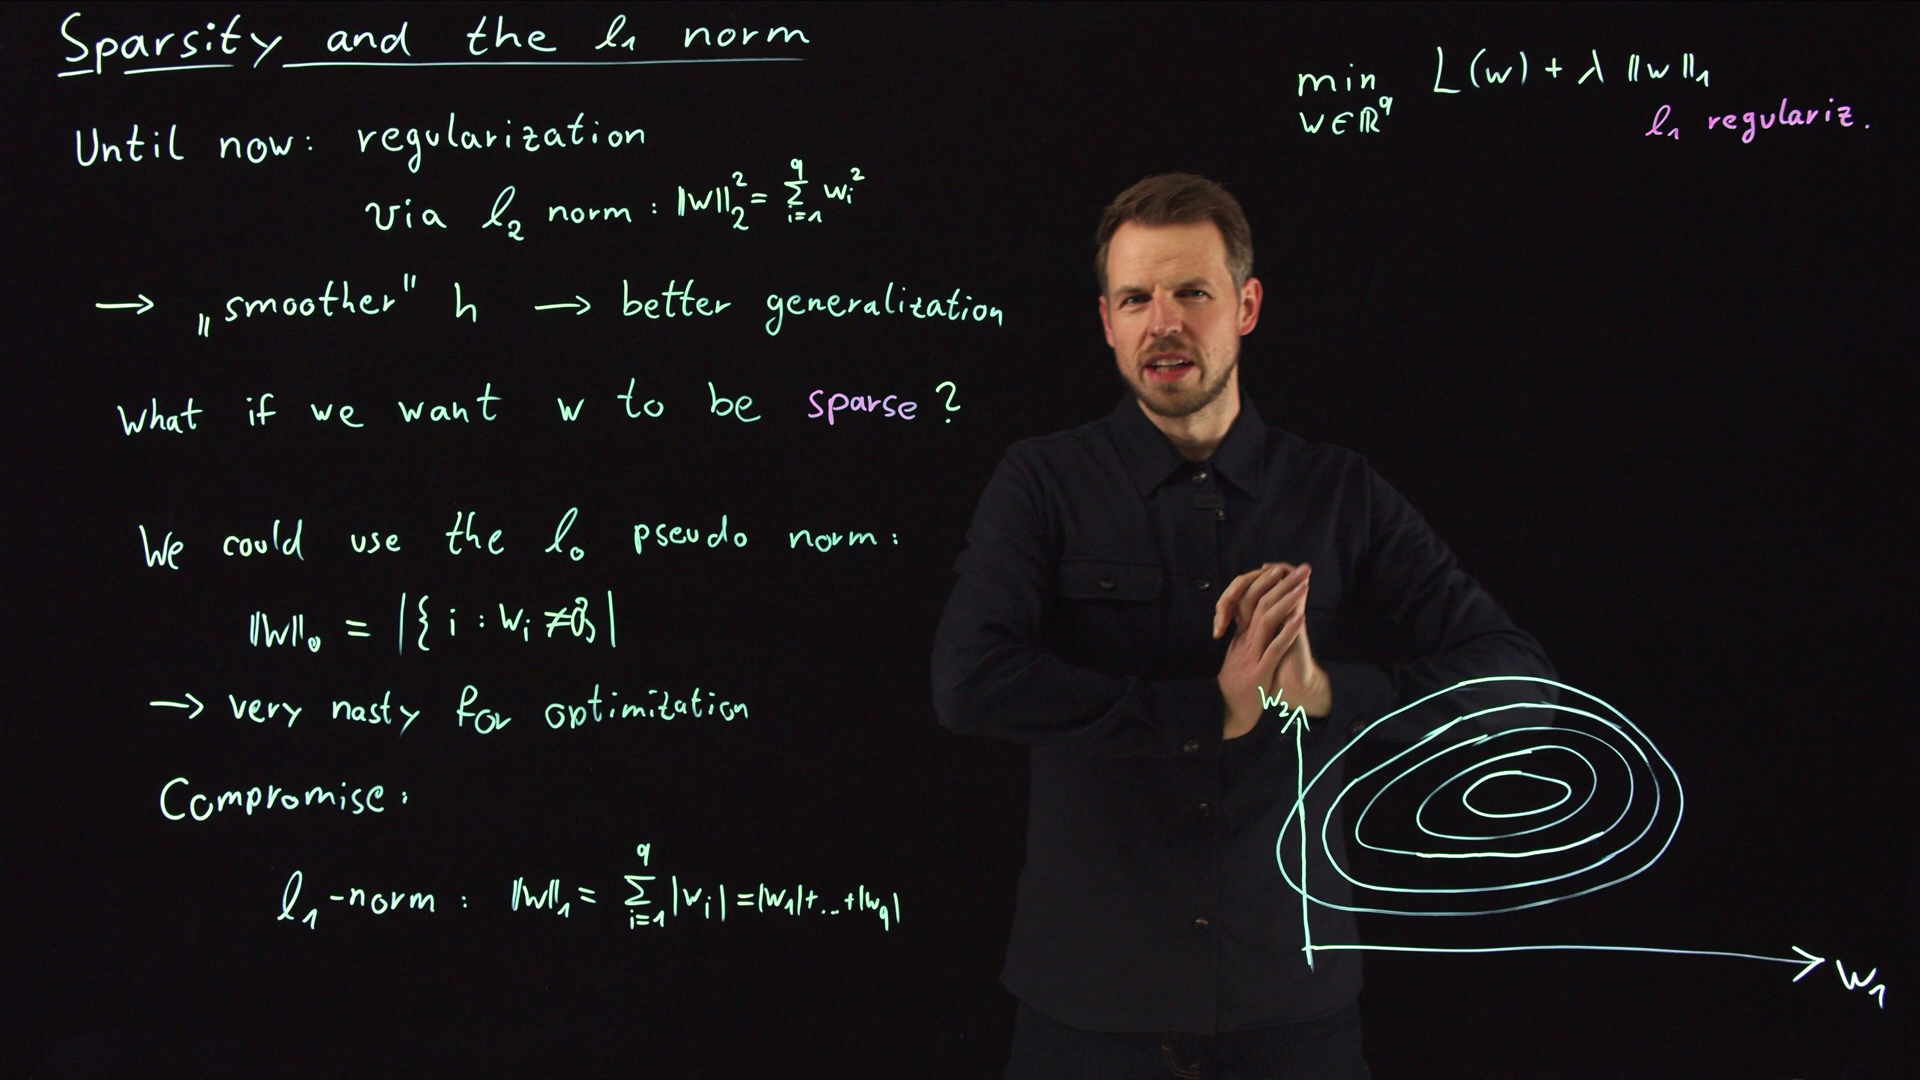 Sparsity and the ℓ₁ norm
Until now: regularization
via ℓ₂ norm: ‖w‖₂² = ∑_{i=1}^{q} wᵢ²
→ „smoother" h → better generalization
What if we want w to be sparse?
We could use the ℓ₀ pseudo norm:
‖w‖₀ = |{i : wᵢ ≠ 0}|
→ very nasty for optimization
Compromise:
ℓ₁-norm: ‖w‖₁ = ∑_{i=1}^{q} |wᵢ| = |w₁|+...+|w_q|
min L(w) + λ ‖w‖₁
w∈ℝ^q
ℓ₁ regulariz.
w₂
w₁